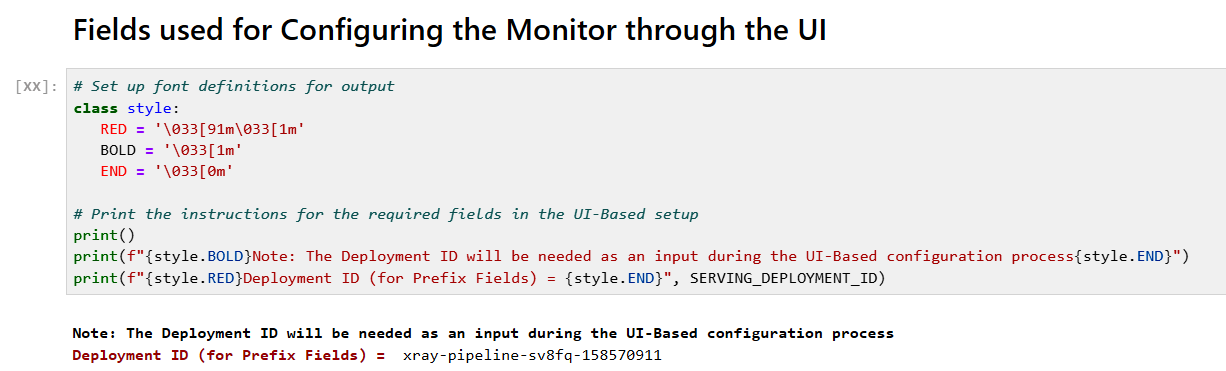 Fields used for Configuring the Monitor through the UI
[XX]: # Set up font definitions for output
class style:
   RED = '\033[91m\033[1m'
   BOLD = '\033[1m'
   END = '\033[0m'

# Print the instructions for the required fields in the UI-Based setup
print()
print(f"{style.BOLD}Note: The Deployment ID will be needed as an input during the UI-Based configuration process{style.END}")
print(f"{style.RED}Deployment ID (for Prefix Fields) = {style.END}", SERVING_DEPLOYMENT_ID)

Note: The Deployment ID will be needed as an input during the UI-Based configuration process
Deployment ID (for Prefix Fields) =  xray-pipeline-sv8fq-158570911